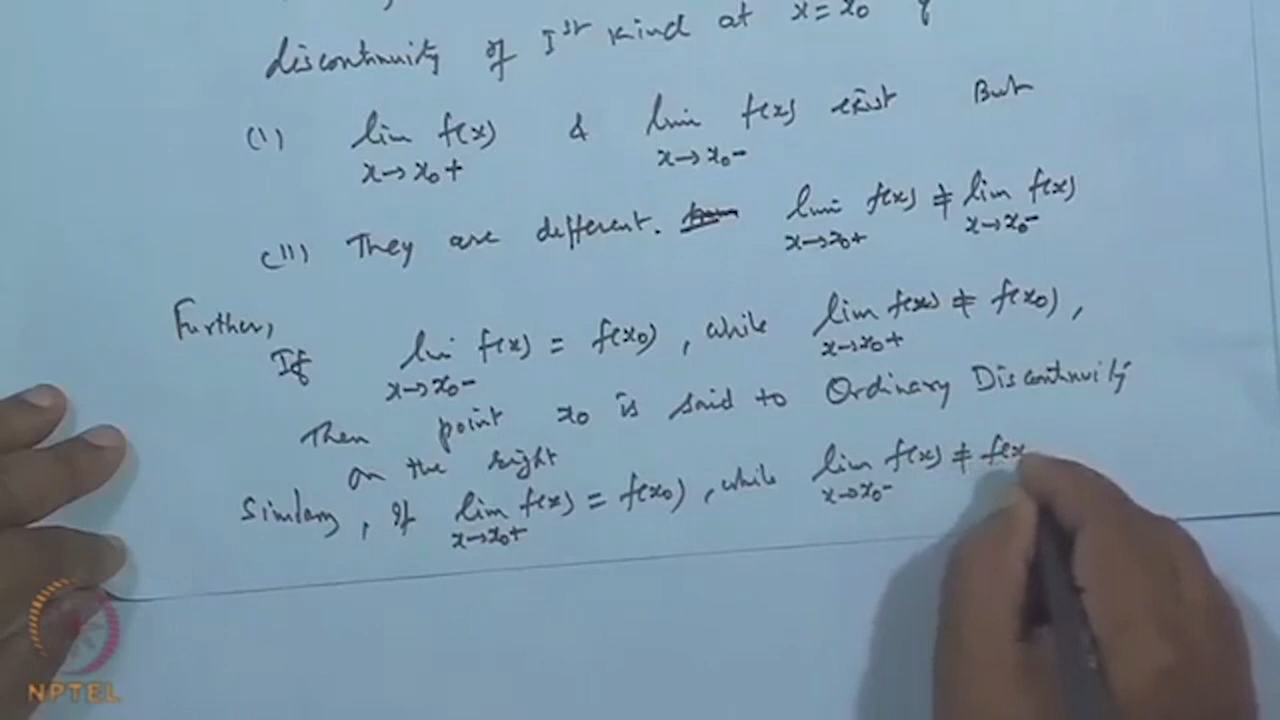 discontinuity of Ist kind at x = x0 if
(I) lim f(x) & lim f(x) exist But
x→x0+ x→x0-
(II) They are different. lim f(x) ≠ lim f(x)
x→x0+ x→x0-
Further,
If lim f(x) = f(x0), while lim f(x) ≠ f(x0),
x→x0- x→x0+
Then point x0 is said to Ordinary Discontinuity
on the right
Similary, If lim f(x) = f(x0), while lim f(x) ≠ f(x
x→x0+ x→x0-
NPTEL